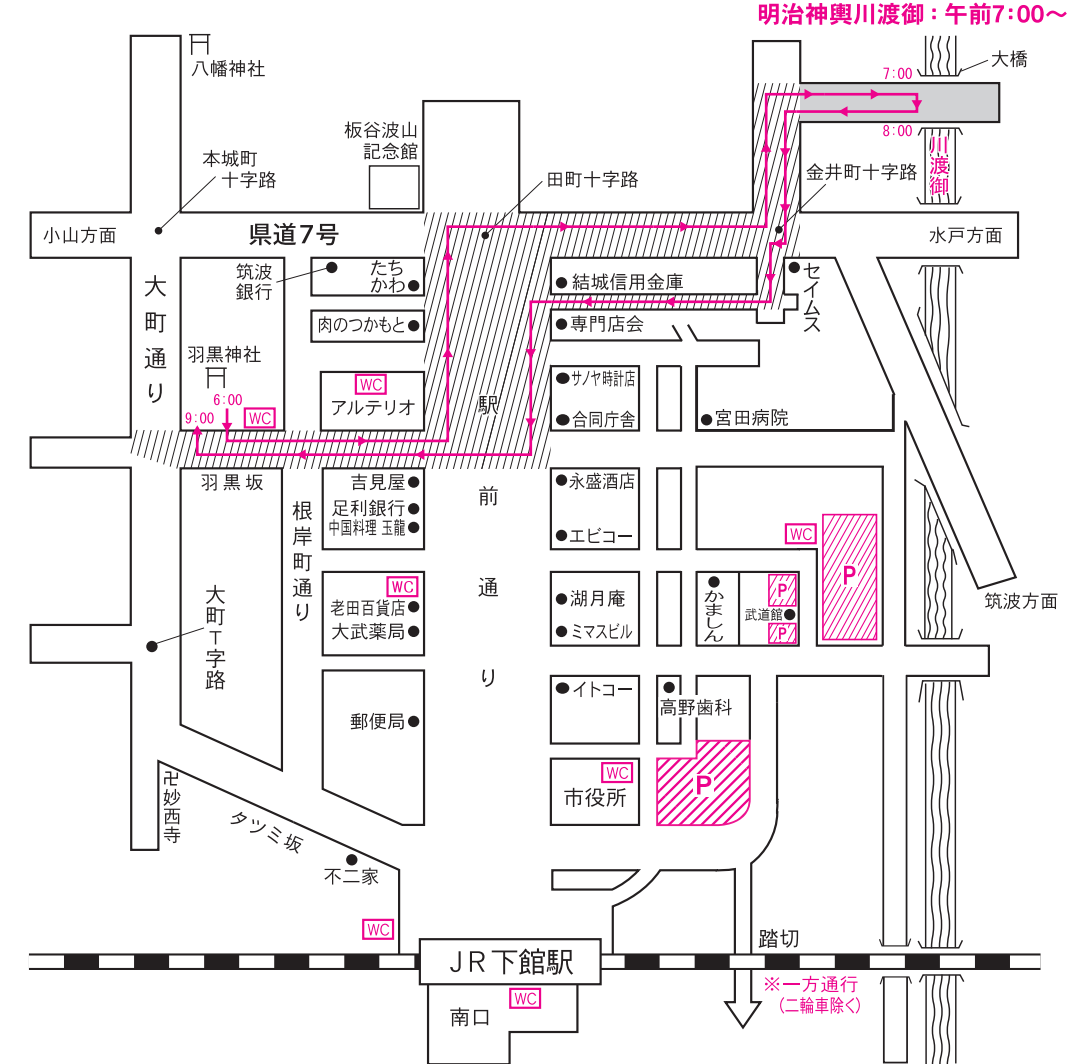 明治神輿川渡御：午前7：00～
八幡神社
大橋
7：00
8：00
川渡御
板谷波山
記念館
本城町
十字路
田町十字路
金井町十字路
小山方面
県道7号
水戸方面
筑波
銀行
たち
かわ
結城信用金庫
セイムス
大町通り
肉のつかもと
専門店会
羽黒神社
6：00
9：00
WC
WC
アルテリオ
サノヤ時計店
合同庁舎
宮田病院
駅前通り
羽黒坂
吉見屋
足利銀行
中国料理 玉龍
永盛酒店
エビコー
根岸町通り
WC
P
WC
老田百貨店
大武薬局
湖月庵
ミマスビル
かましん
P
武道館
P
筑波方面
大町T字路
イトコー
高野歯科
郵便局
WC
市役所
P
卍妙西寺
タツミ坂
不二家
WC
踏切
JR下館駅
※一方通行
（二輪車除く）
WC
南口